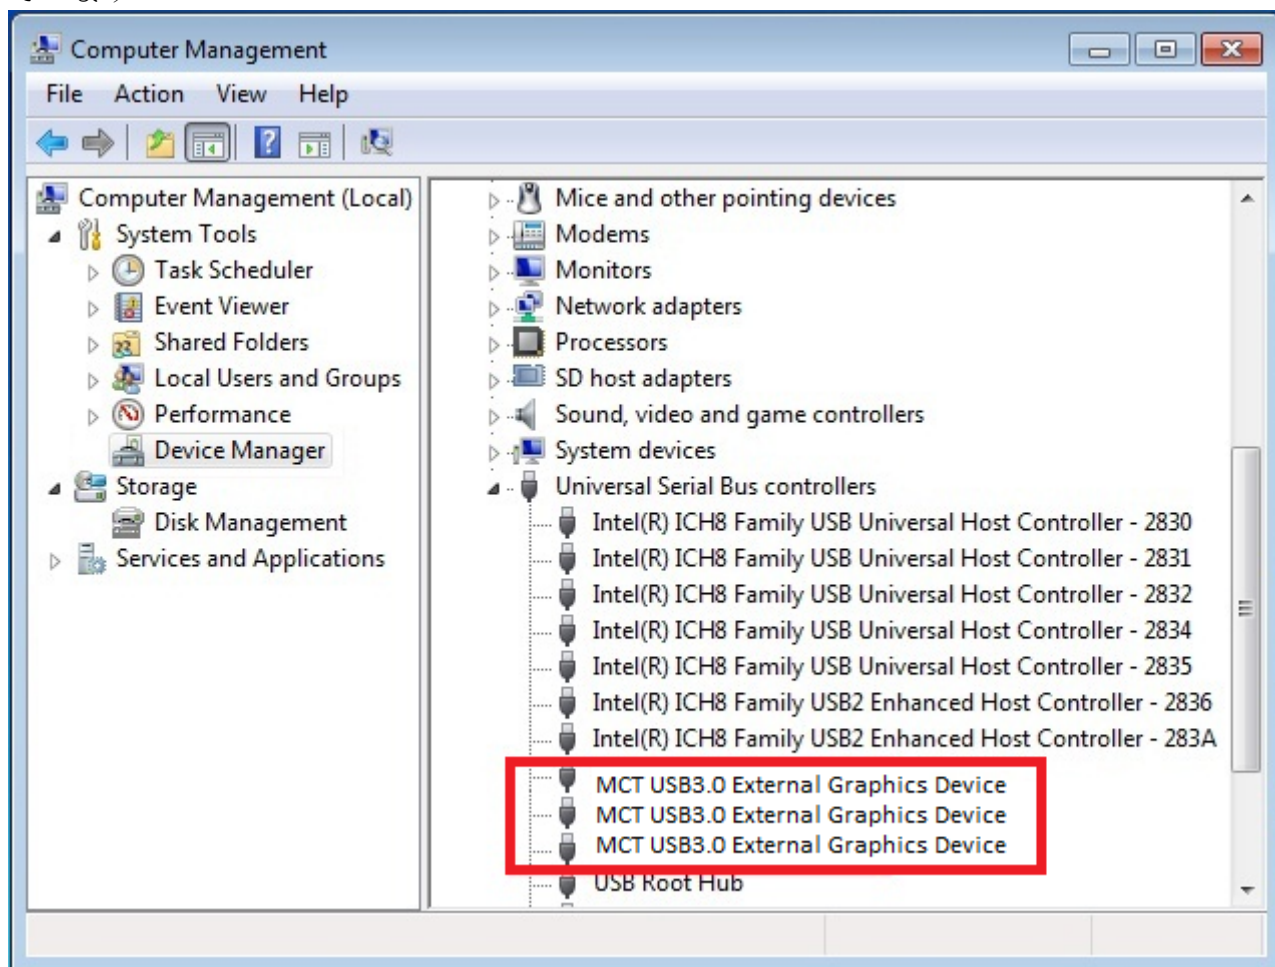 Computer Management
File Action View Help
Computer Management (Local)
System Tools
Task Scheduler
Event Viewer
Shared Folders
Local Users and Groups
Performance
Device Manager
Storage
Disk Management
Services and Applications
Mice and other pointing devices
Modems
Monitors
Network adapters
Processors
SD host adapters
Sound, video and game controllers
System devices
Universal Serial Bus controllers
Intel(R) ICH8 Family USB Universal Host Controller - 2830
Intel(R) ICH8 Family USB Universal Host Controller - 2831
Intel(R) ICH8 Family USB Universal Host Controller - 2832
Intel(R) ICH8 Family USB Universal Host Controller - 2834
Intel(R) ICH8 Family USB Universal Host Controller - 2835
Intel(R) ICH8 Family USB2 Enhanced Host Controller - 2836
Intel(R) ICH8 Family USB2 Enhanced Host Controller - 283A
MCT USB3.0 External Graphics Device
MCT USB3.0 External Graphics Device
MCT USB3.0 External Graphics Device
USB Root Hub